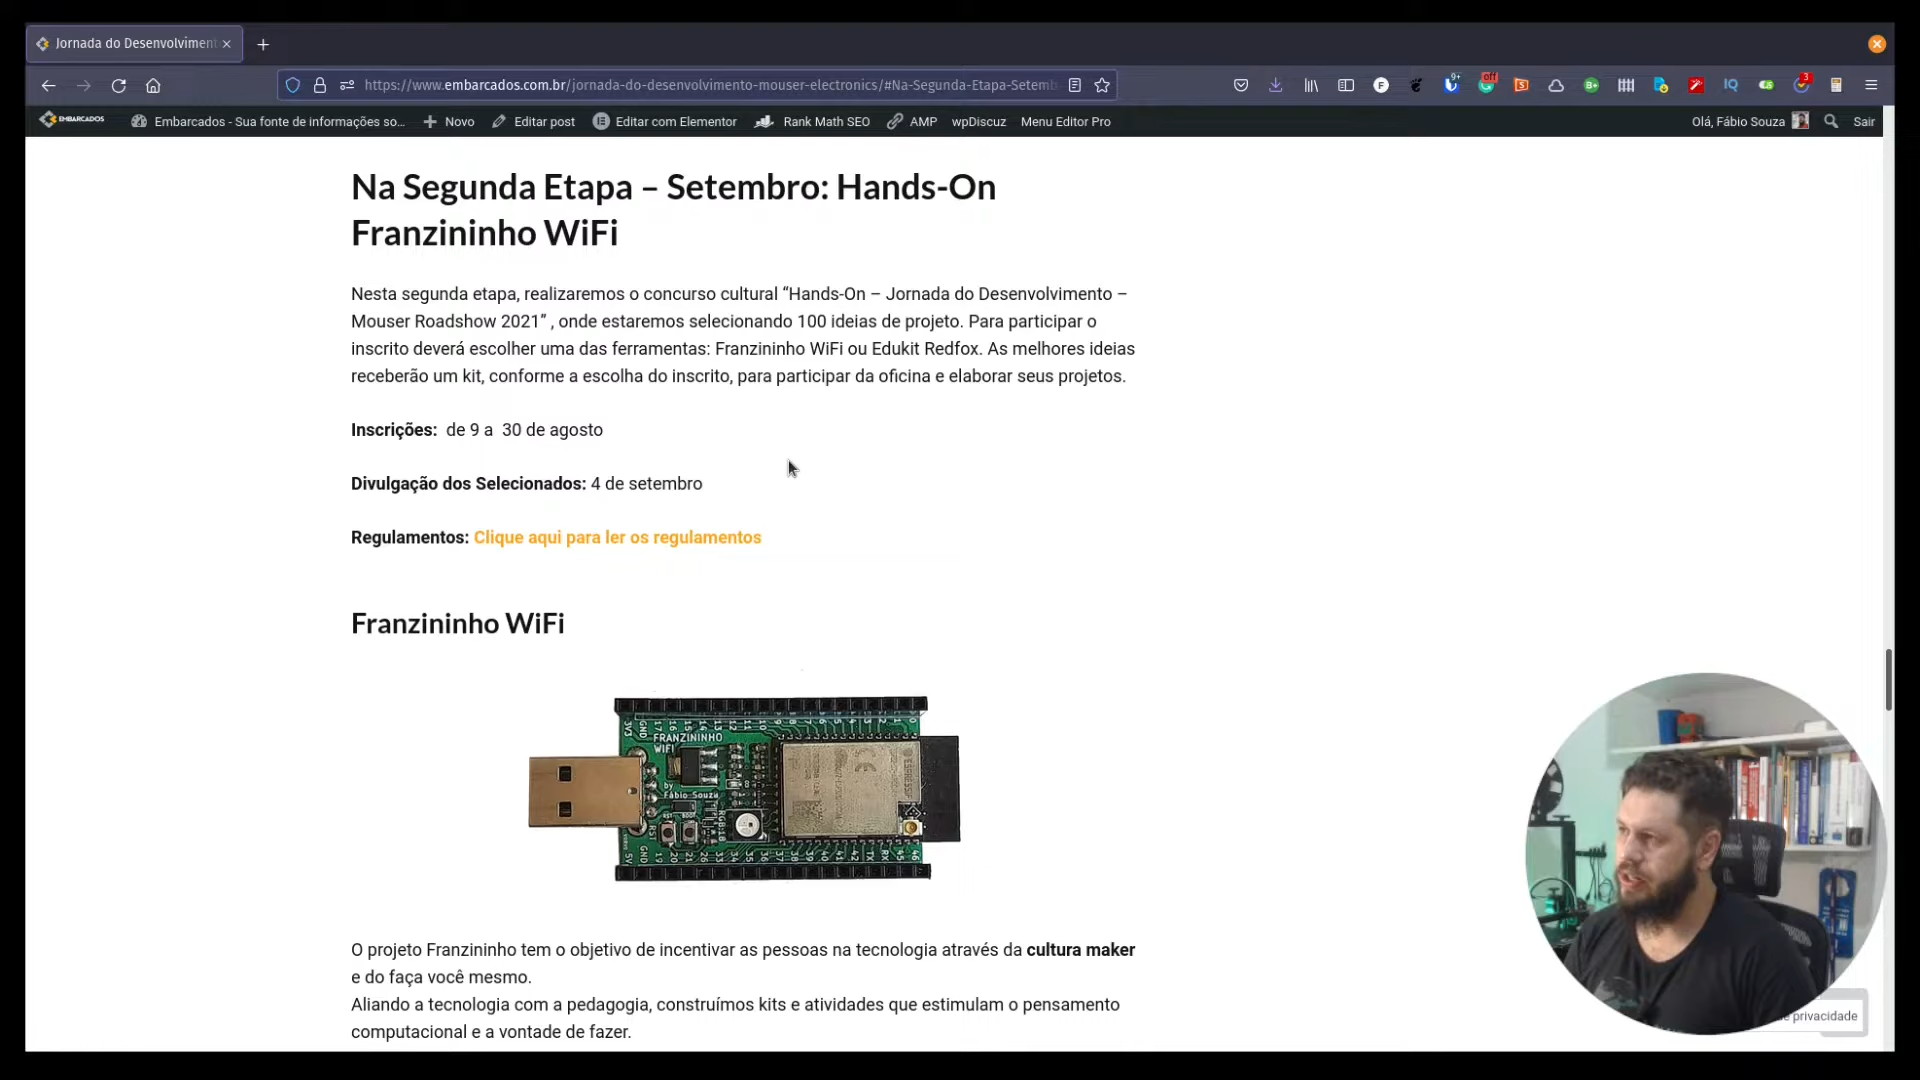 Jornada do Desenvolviment
https://www.embarcados.com.br/jornada-do-desenvolvimento-mouser-electronics/#Na-Segunda-Etapa-Setemb
9+
off
3
EMBARCADOS
Embarcados - Sua fonte de informações so...
Novo
Editar post
Editar com Elementor
Rank Math SEO
AMP
wpDiscuz
Menu Editor Pro
Olá, Fábio Souza
Sair
Na Segunda Etapa – Setembro: Hands-On
Franzininho WiFi
Nesta segunda etapa, realizaremos o concurso cultural “Hands-On – Jornada do Desenvolvimento –
Mouser Roadshow 2021” , onde estaremos selecionando 100 ideias de projeto. Para participar o
inscrito deverá escolher uma das ferramentas: Franzininho WiFi ou Edukit Redfox. As melhores ideias
receberão um kit, conforme a escolha do inscrito, para participar da oficina e elaborar seus projetos.
Inscrições: de 9 a 30 de agosto
Divulgação dos Selecionados: 4 de setembro
Regulamentos: Clique aqui para ler os regulamentos
Franzininho WiFi
FRANZININHO
WIFI
by
Fábio Souza
O projeto Franzininho tem o objetivo de incentivar as pessoas na tecnologia através da cultura maker
e do faça você mesmo.
Aliando a tecnologia com a pedagogia, construímos kits e atividades que estimulam o pensamento
computacional e a vontade de fazer.
privacidade